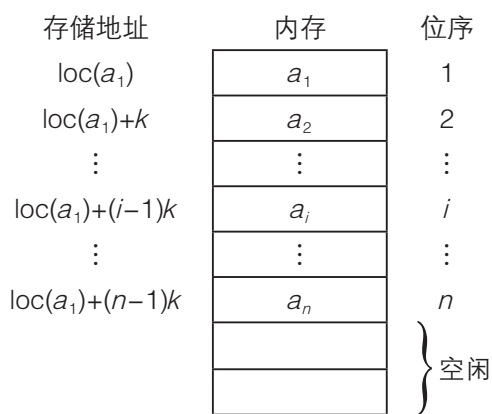 存储地址 内存 位序
loc(a₁) a₁ 1
loc(a₁)+k a₂ 2
⋮ ⋮ ⋮
loc(a₁)+(i−1)k aᵢ i
⋮ ⋮ ⋮
loc(a₁)+(n−1)k aₙ n
空闲